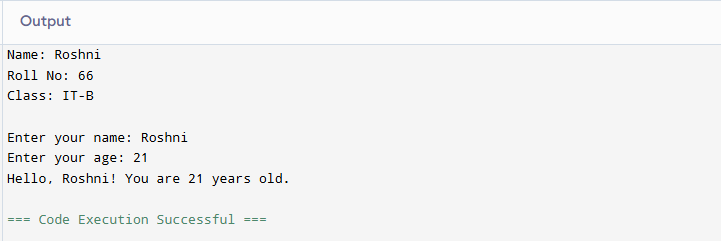 Output
Name: Roshni
Roll No: 66
Class: IT-B
Enter your name: Roshni
Enter your age: 21
Hello, Roshni! You are 21 years old.
=== Code Execution Successful ===